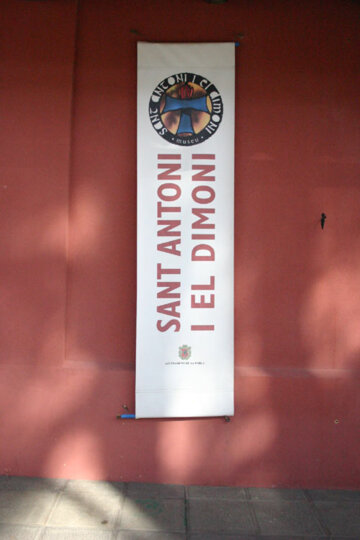 SANT ANTONI I EL DIMONI
• museu •
SANT ANTONI
I EL DIMONI